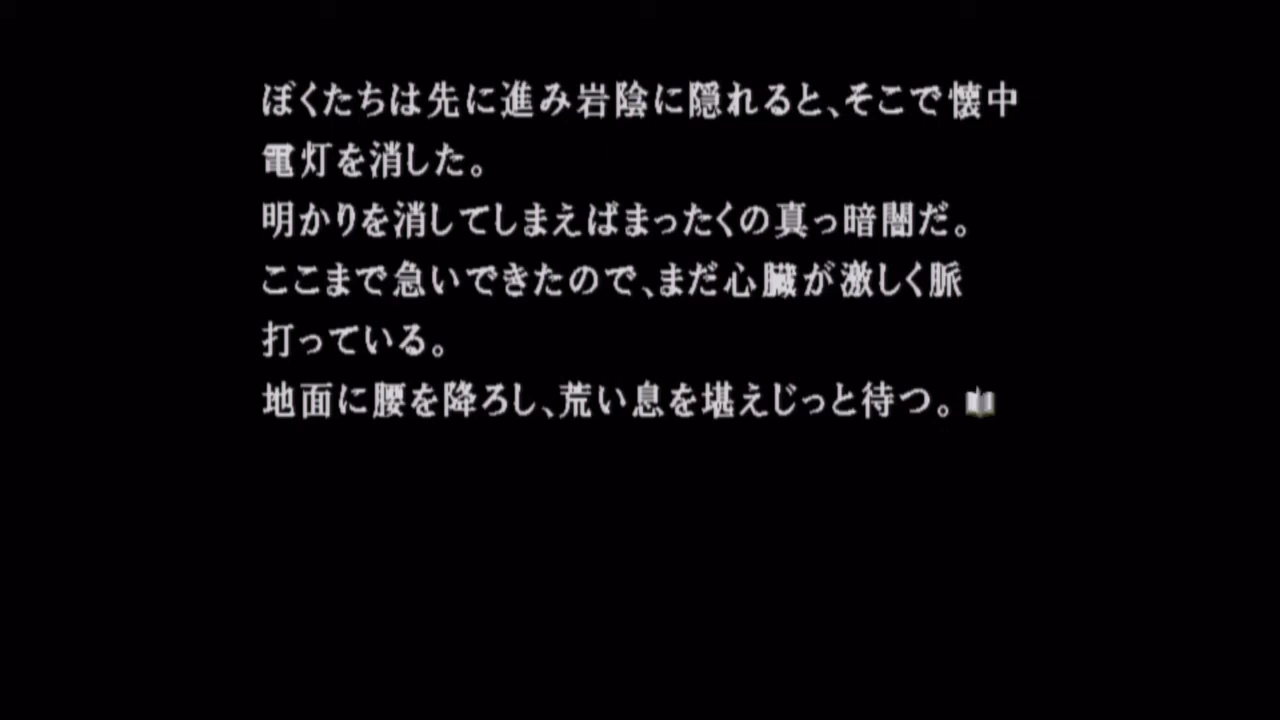 ぼくたちは先に進み岩陰に隠れると、そこで懐中
電灯を消した。
明かりを消してしまえばまったくの真っ暗闇だ。
ここまで急いできたので、まだ心臓が激しく脈
打っている。
地面に腰を降ろし、荒い息を堪えじっと待つ。